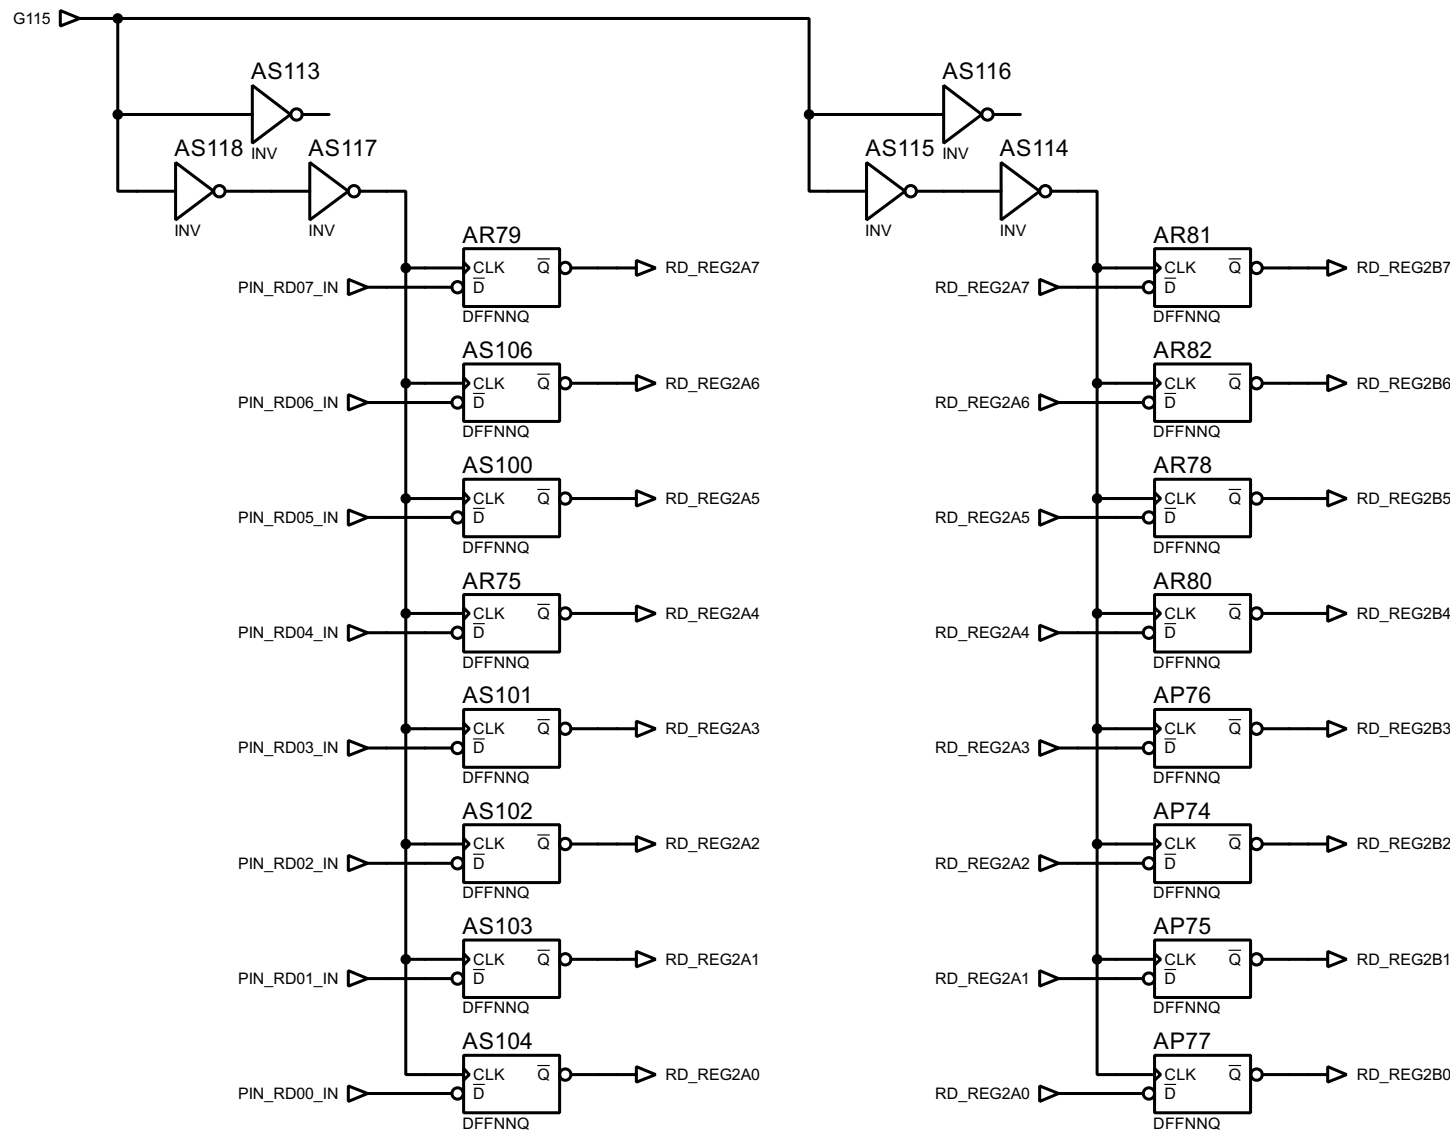 G115
AS113
AS116
INV
INV
AS118
AS117
AS115
AS114
INV
INV
INV
INV
AR79
CLK Q
D
DFFNNQ
PIN_RD07_IN
RD_REG2A7
AR81
CLK Q
D
DFFNNQ
RD_REG2A7
RD_REG2B7
AS106
CLK Q
D
DFFNNQ
PIN_RD06_IN
RD_REG2A6
AR82
CLK Q
D
DFFNNQ
RD_REG2A6
RD_REG2B6
AS100
CLK Q
D
DFFNNQ
PIN_RD05_IN
RD_REG2A5
AR78
CLK Q
D
DFFNNQ
RD_REG2A5
RD_REG2B5
AR75
CLK Q
D
DFFNNQ
PIN_RD04_IN
RD_REG2A4
AR80
CLK Q
D
DFFNNQ
RD_REG2A4
RD_REG2B4
AS101
CLK Q
D
DFFNNQ
PIN_RD03_IN
RD_REG2A3
AP76
CLK Q
D
DFFNNQ
RD_REG2A3
RD_REG2B3
AS102
CLK Q
D
DFFNNQ
PIN_RD02_IN
RD_REG2A2
AP74
CLK Q
D
DFFNNQ
RD_REG2A2
RD_REG2B2
AS103
CLK Q
D
DFFNNQ
PIN_RD01_IN
RD_REG2A1
AP75
CLK Q
D
DFFNNQ
RD_REG2A1
RD_REG2B1
AS104
CLK Q
D
DFFNNQ
PIN_RD00_IN
RD_REG2A0
AP77
CLK Q
D
DFFNNQ
RD_REG2A0
RD_REG2B0